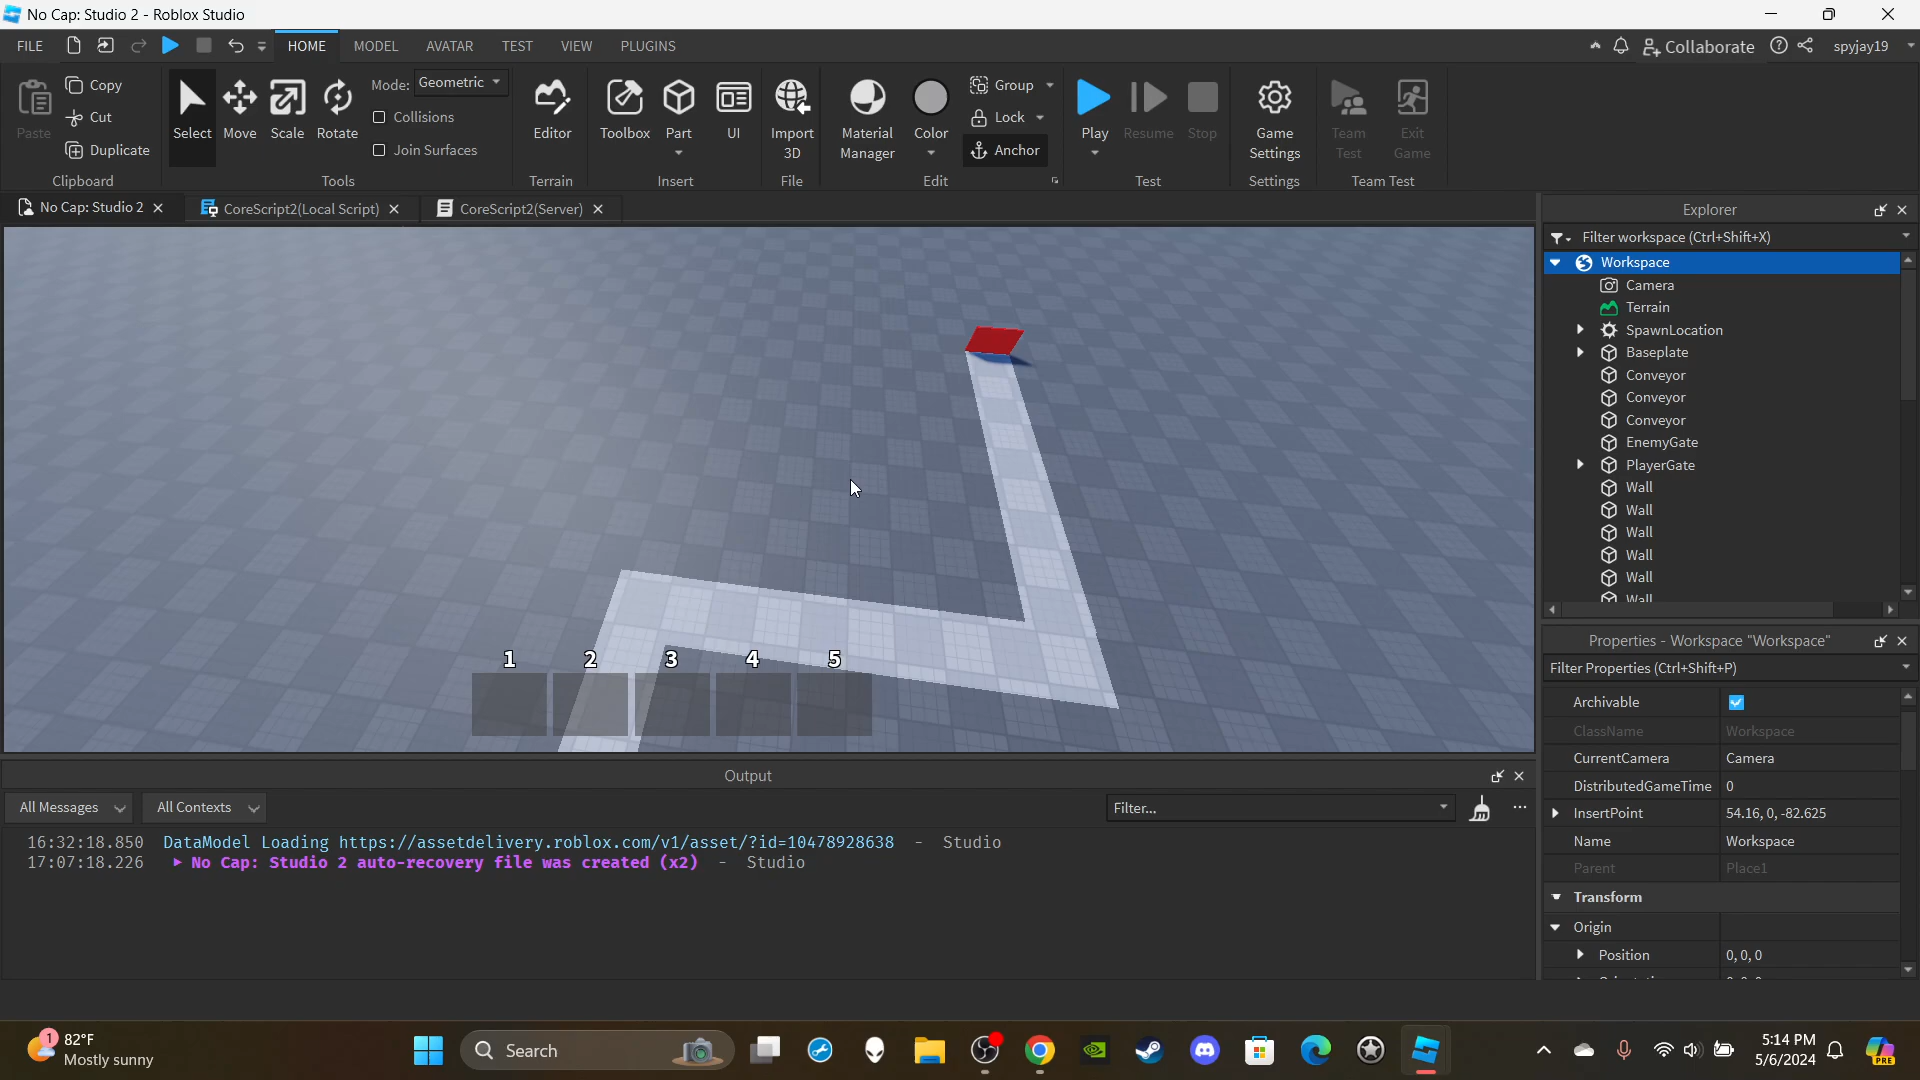 No Cap: Studio 2 - Roblox Studio
FILE HOME MODEL AVATAR TEST VIEW PLUGINS Collaborate spyjay19
Paste Copy Cut Duplicate Clipboard
Select Move Scale Rotate Mode: Geometric Collisions Join Surfaces Tools
Editor Terrain
Toolbox Part UI Insert
Import 3D File
Material Manager Color Group Lock Anchor Edit
Play Resume Stop Test
Game Settings Settings
Team Test Exit Game Team Test
No Cap: Studio 2 CoreScript2(Local Script) CoreScript2(Server)
1 2 3 4 5
Explorer
Filter workspace (Ctrl+Shift+X)
Workspace
Camera
Terrain
SpawnLocation
Baseplate
Conveyor
Conveyor
Conveyor
EnemyGate
PlayerGate
Wall
Wall
Wall
Wall
Wall
Wall
Properties - Workspace "Workspace"
Filter Properties (Ctrl+Shift+P)
Archivable
ClassName Workspace
CurrentCamera Camera
DistributedGameTime 0
InsertPoint 54.16, 0, -82.625
Name Workspace
Parent Place1
Transform
Origin
Position 0, 0, 0
Output
All Messages All Contexts Filter...
16:32:18.850 DataModel Loading https://assetdelivery.roblox.com/v1/asset/?id=10478928638 - Studio
17:07:18.226 No Cap: Studio 2 auto-recovery file was created (x2) - Studio
1 82°F
Mostly sunny
Search
PRE
5:14 PM
5/6/2024